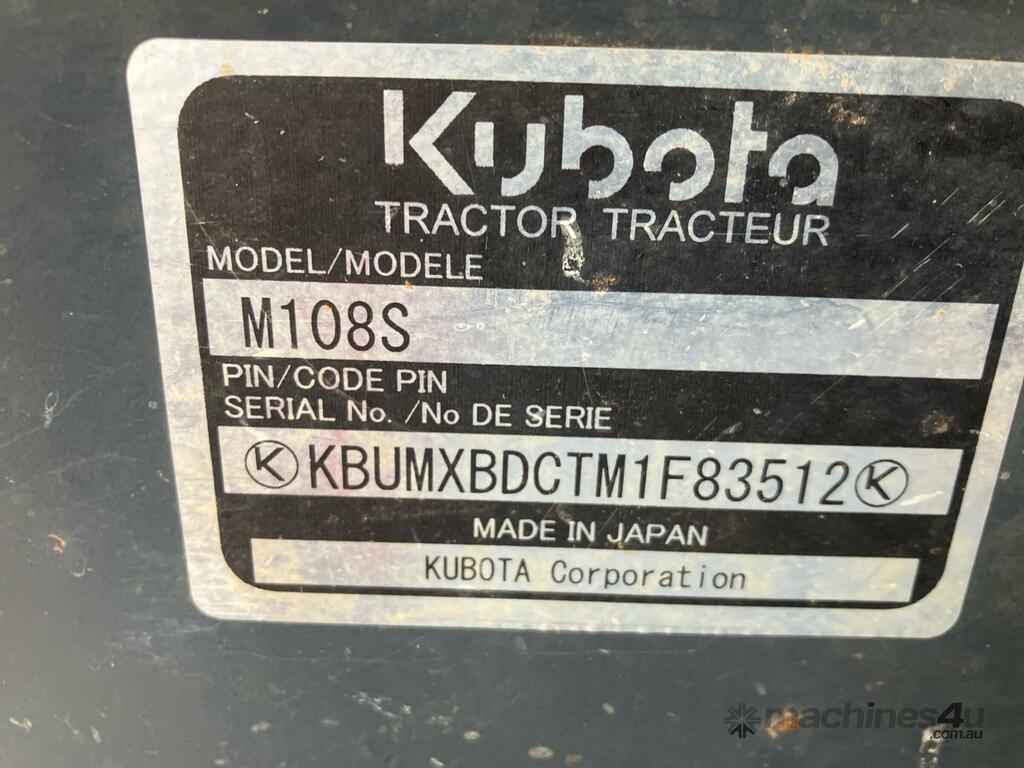 Kubota
TRACTOR TRACTEUR
MODEL/MODELE
M108S
PIN/CODE PIN
SERIAL No. /No DE SERIE
KBUMXBDCTM1F83512
MADE IN JAPAN
KUBOTA Corporation
machines4u
.com.au